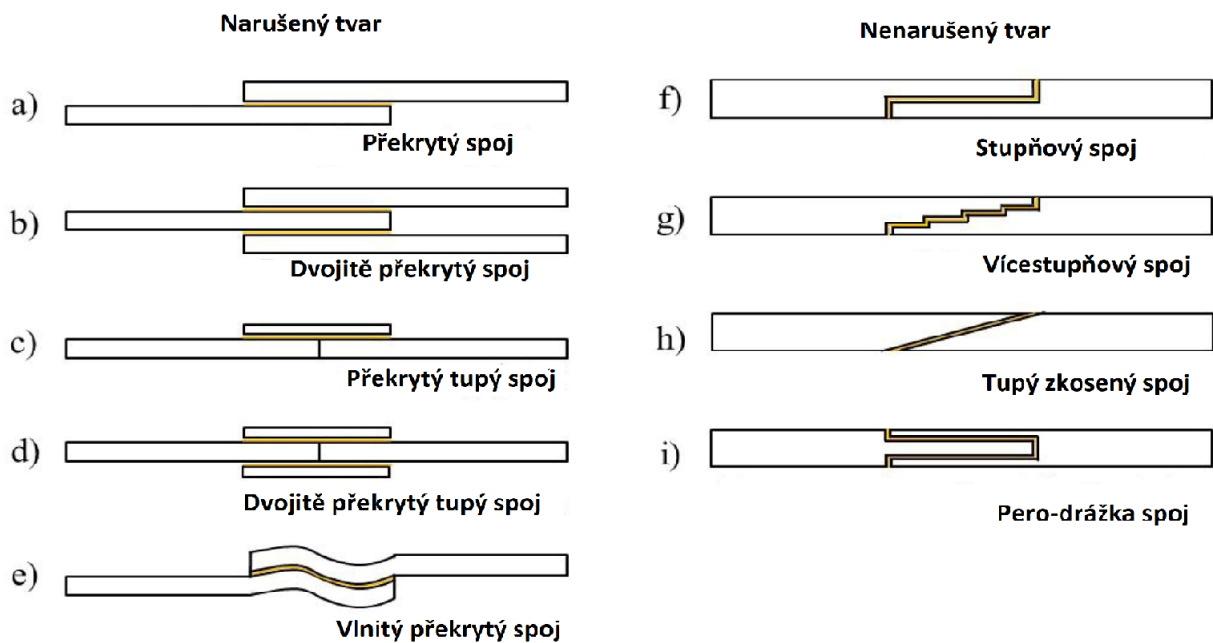 Narušený tvar
a)
Překrytý spoj
b)
Dvojitě překrytý spoj
c)
Překrytý tupý spoj
d)
Dvojitě překrytý tupý spoj
e)
Vlnitý překrytý spoj
Nenarušený tvar
f)
Stupňový spoj
g)
Vícestupňový spoj
h)
Tupý zkosený spoj
i)
Pero-drážka spoj